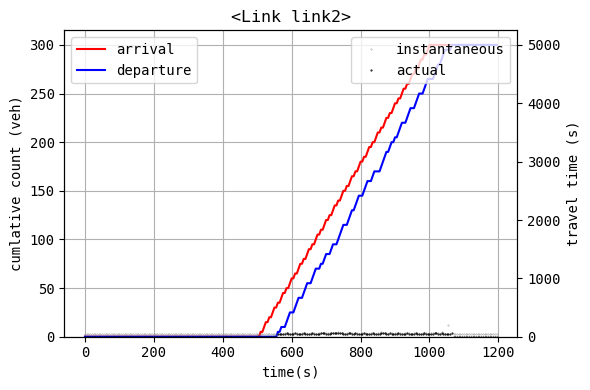 <Link link2>
arrival
departure
instantaneous
actual
cumlative count (veh)
300
250
200
150
100
50
0
5000
4000
3000
2000
1000
0
travel time (s)
0 200 400 600 800 1000 1200
time(s)